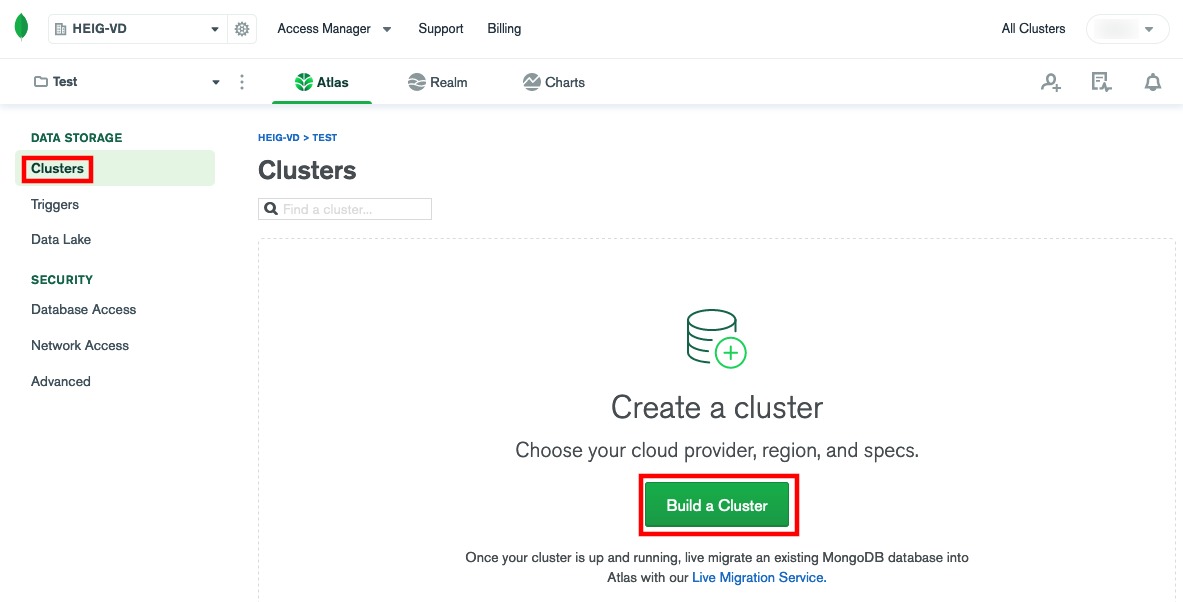 HEIG-VD
Access Manager
Support
Billing
All Clusters
Test
Atlas
Realm
Charts
DATA STORAGE
Clusters
Triggers
Data Lake
SECURITY
Database Access
Network Access
Advanced
HEIG-VD > TEST
Clusters
Find a cluster...
Create a cluster
Choose your cloud provider, region, and specs.
Build a Cluster
Once your cluster is up and running, live migrate an existing MongoDB database into
Atlas with our Live Migration Service.